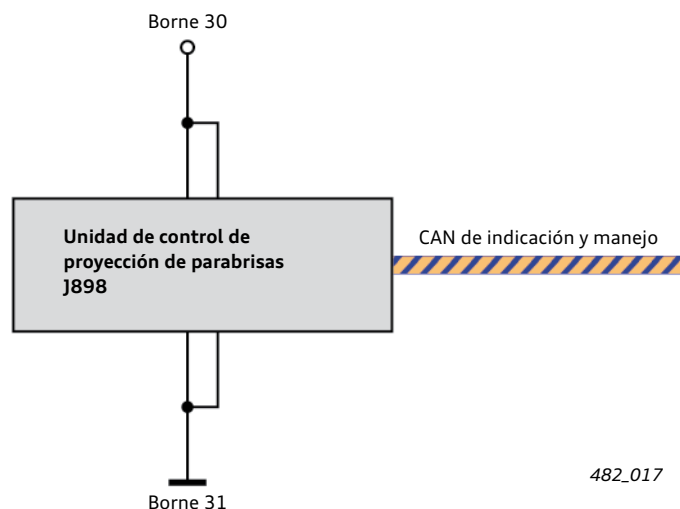 Borne 30
Unidad de control de
proyección de parabrisas
J898
CAN de indicación y manejo
482_017
Borne 31